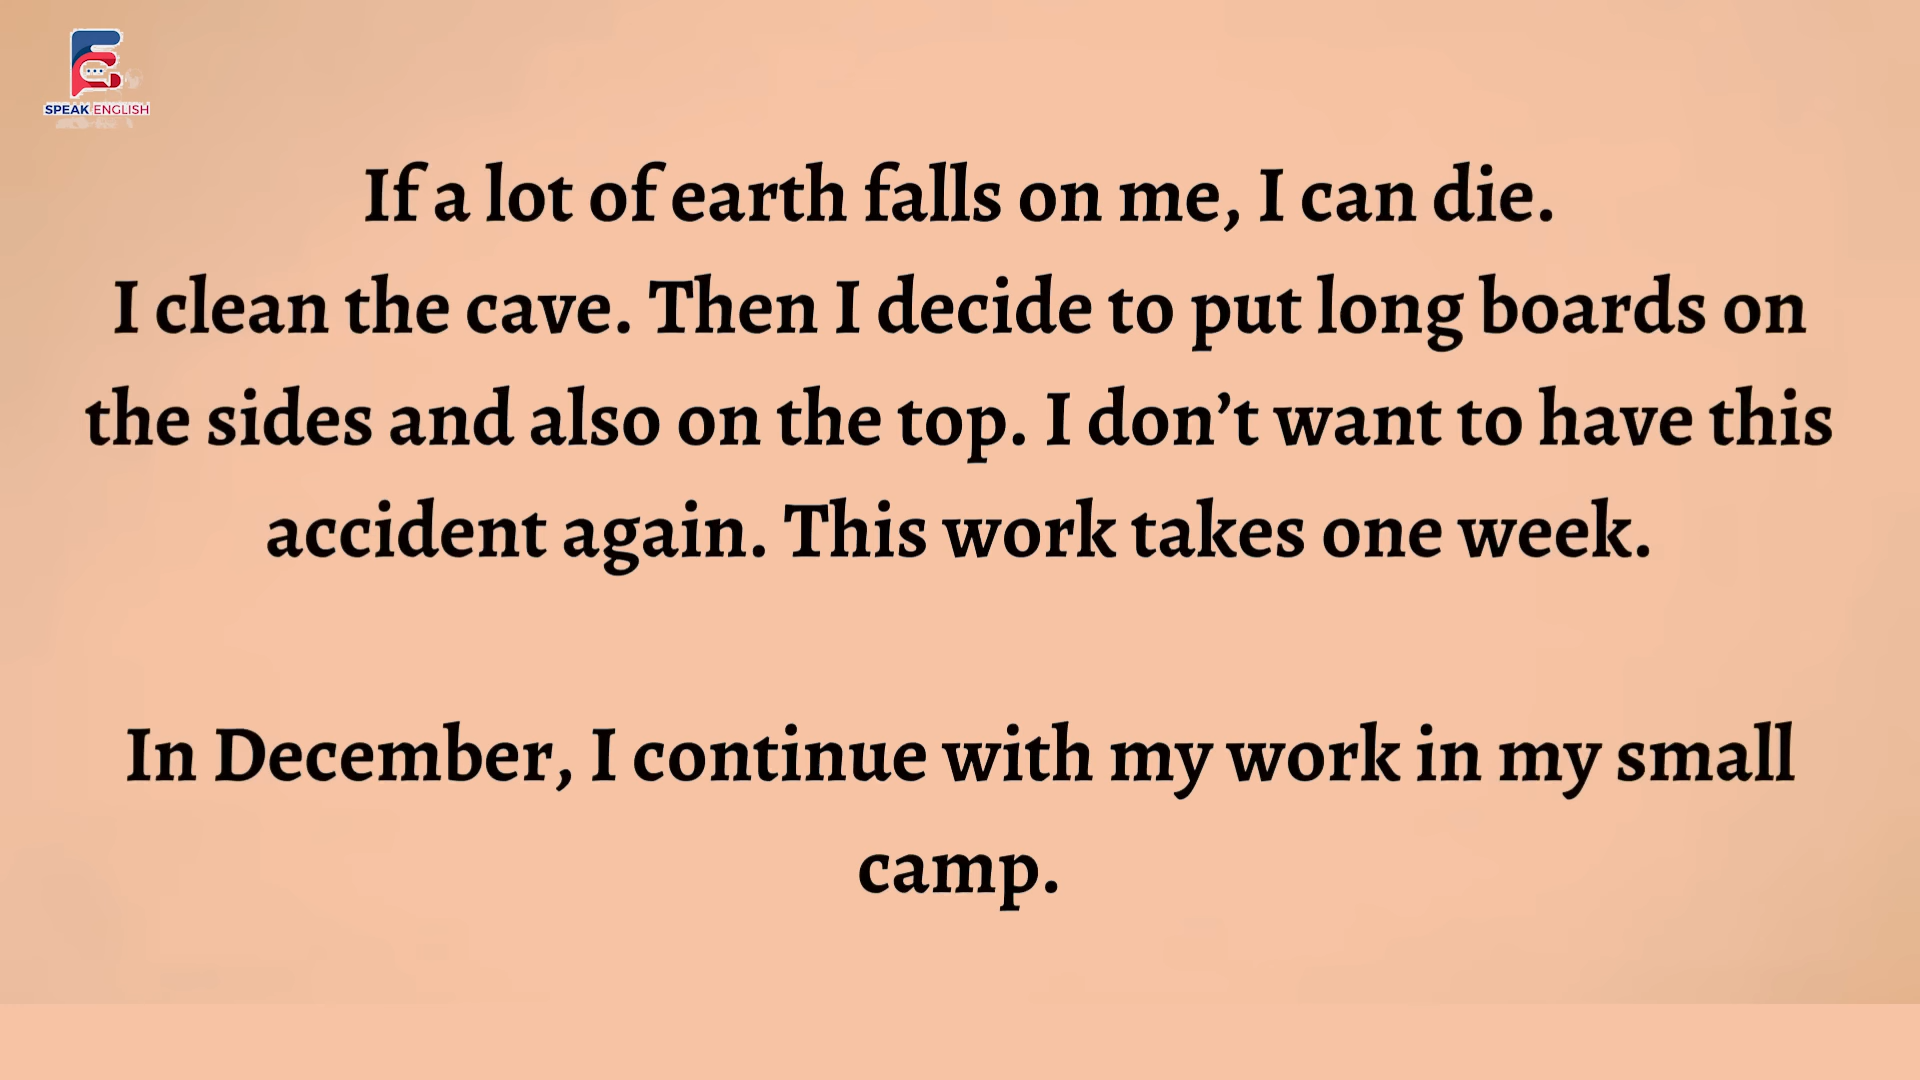 SPEAK ENGLISH
If a lot of earth falls on me, I can die.
I clean the cave. Then I decide to put long boards on
the sides and also on the top. I don’t want to have this
accident again. This work takes one week.
In December, I continue with my work in my small
camp.